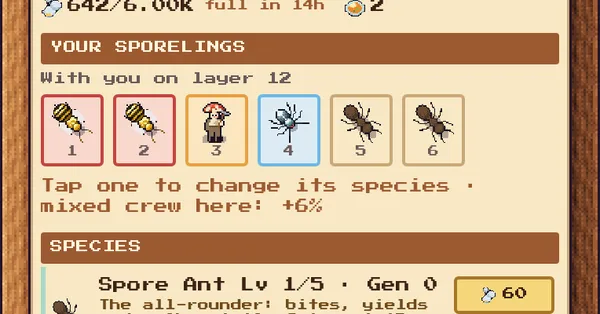 642/6.00K full in 14h 2
YOUR SPORELINGS
With you on layer 12
1 2 3 4 5 6
Tap one to change its species ·
mixed crew here: +6%
SPECIES
Spore Ant Lv 1/5 · Gen 0
60
The all-rounder: bites, yields